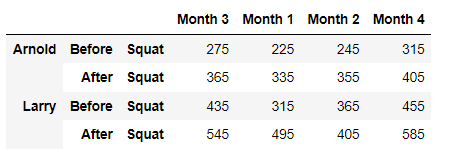 Month 3 Month 1 Month 2 Month 4
Arnold Before Squat 275 225 245 315
After Squat 365 335 355 405
Larry Before Squat 435 315 365 455
After Squat 545 495 405 585